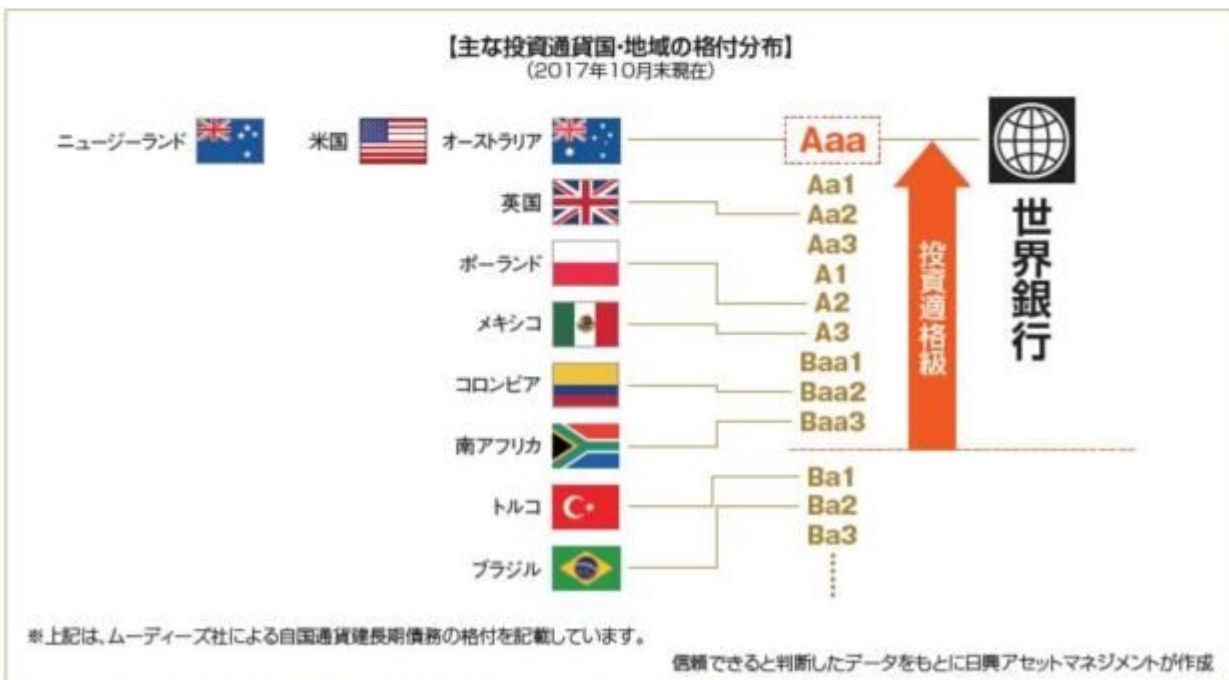 【主な投資通貨国・地域の格付分布】
(2017年10月末現在)
ニュージーランド 米国 オーストラリア Aaa
Aa1
英国 Aa2
Aa3
ポーランド A1
A2
メキシコ A3
Baa1
コロンビア Baa2
Baa3
南アフリカ
Ba1
トルコ Ba2
Ba3
ブラジル
投資適格級
世界銀行
※上記は、ムーディーズ社による自国通貨建長期債務の格付を記載しています。
信頼できると判断したデータをもとに日興アセットマネジメントが作成